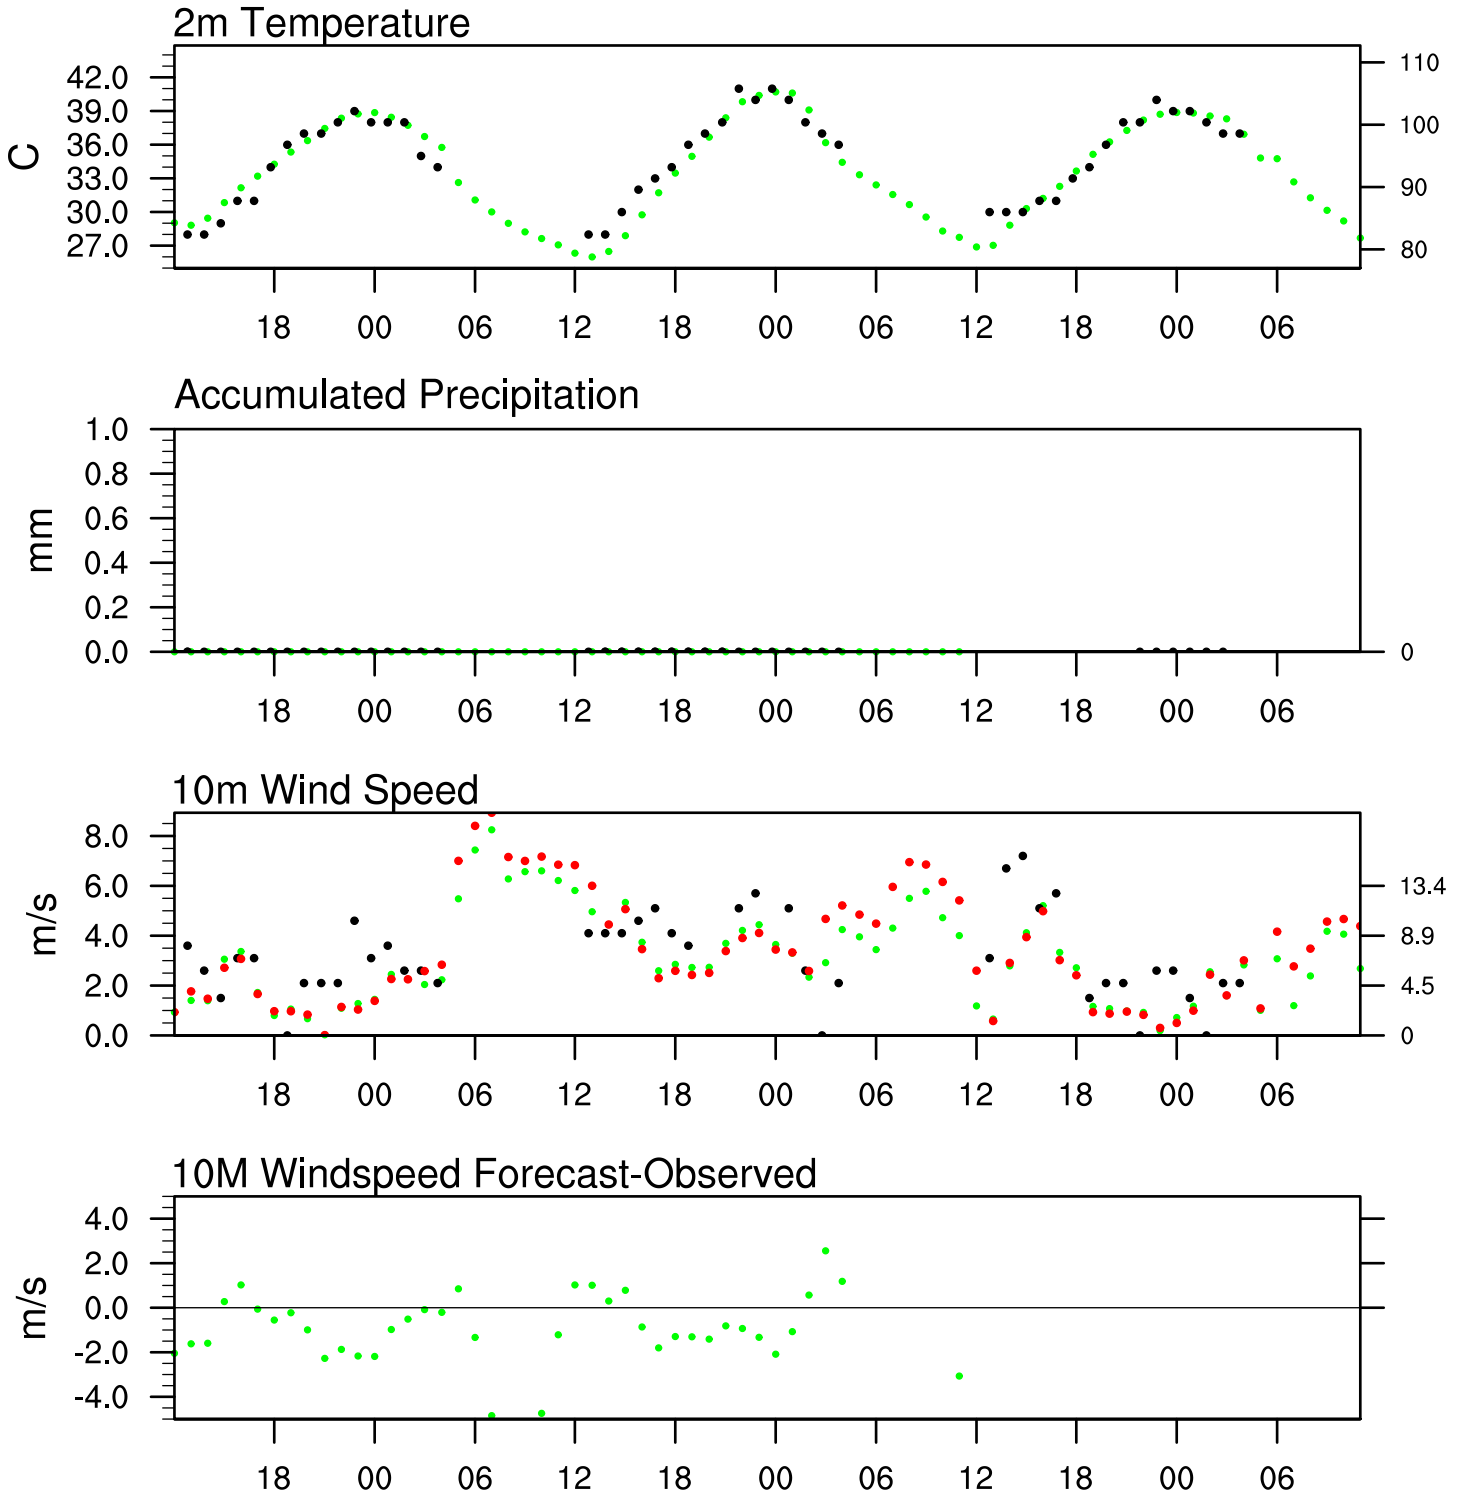 2m Temperature
42.0
39.0
36.0
33.0
30.0
27.0
C
110
100
90
80
18 00 06 12 18 00 06 12 18 00 06
Accumulated Precipitation
1.0
0.8
0.6
0.4
0.2
0.0
mm
0
18 00 06 12 18 00 06 12 18 00 06
10m Wind Speed
8.0
6.0
4.0
2.0
0.0
m/s
13.4
8.9
4.5
0
18 00 06 12 18 00 06 12 18 00 06
10M Windspeed Forecast-Observed
4.0
2.0
0.0
-2.0
-4.0
m/s
18 00 06 12 18 00 06 12 18 00 06